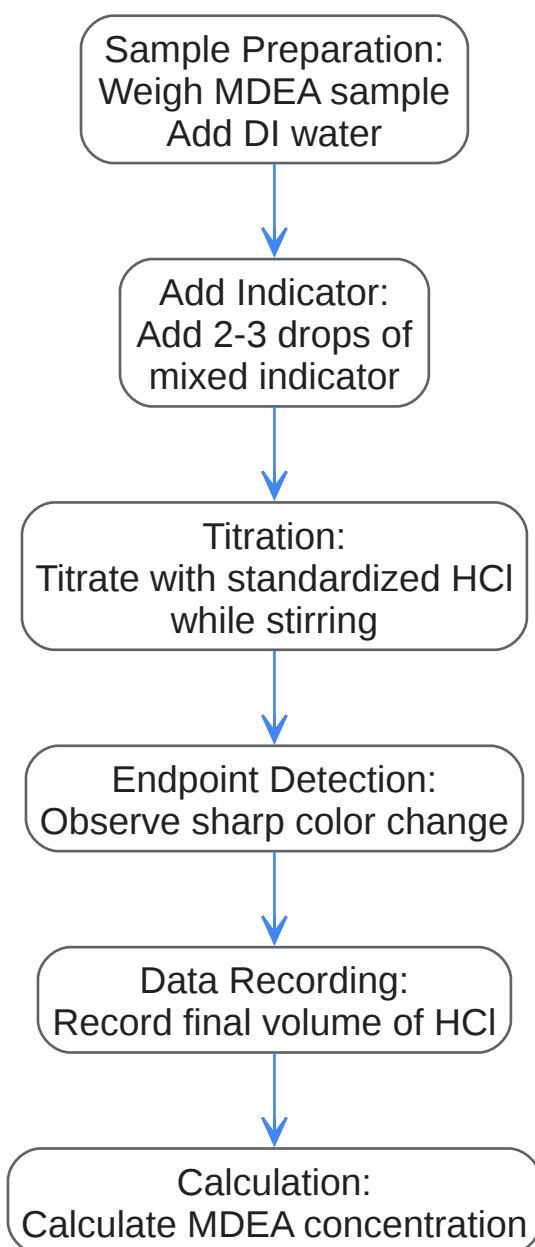 Sample Preparation:
Weigh MDEA sample
Add DI water
Add Indicator:
Add 2-3 drops of
mixed indicator
Titration:
Titrate with standardized HCl
while stirring
Endpoint Detection:
Observe sharp color change
Data Recording:
Record final volume of HCl
Calculation:
Calculate MDEA concentration